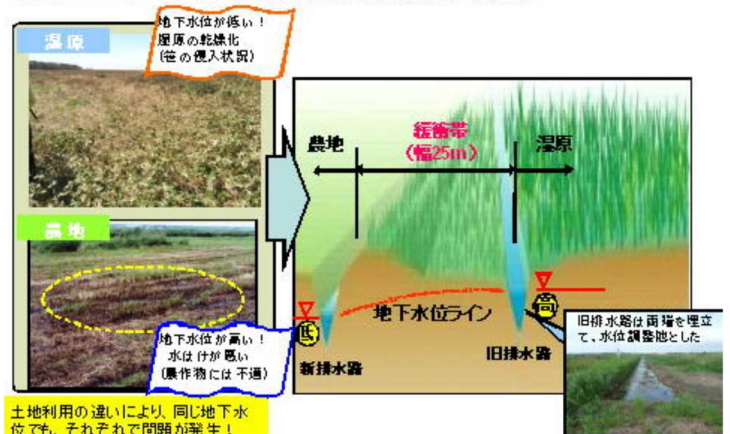 湿原
地下水位が低い！
湿原の乾燥化
(笹の侵入状況)
農地
地下水位が高い！
水はけが悪い
(農作物には不適)
土地利用の違いにより、同じ地下水
位でも、それぞれで問題が発生！
農地
緩衝帯
(幅25m)
湿原
地下水位ライン
低
高
新排水路
旧排水路
旧排水路は両端を埋立
て、水位調整池とした